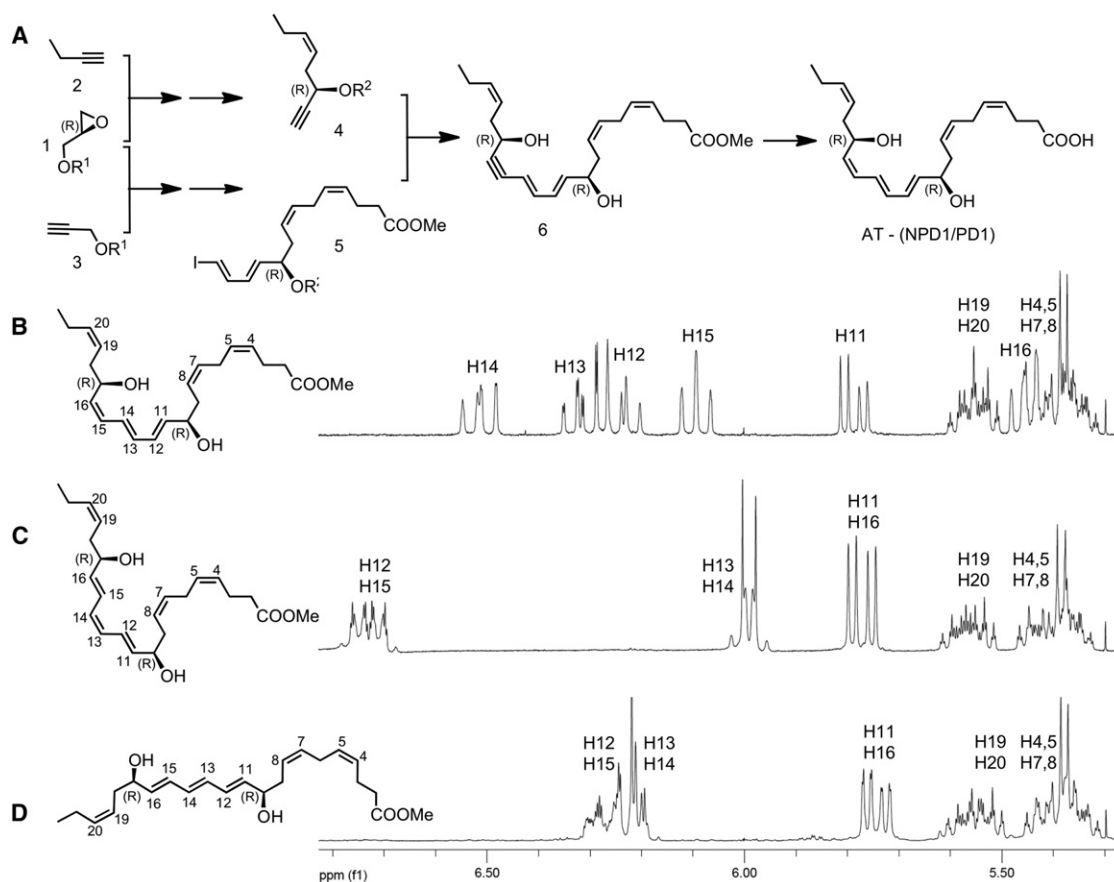 A
2
(R)
O
1
OR¹
3
OR¹
(R)
OR²
4
I
(R)
OR'
COOMe
5
(R)
OH
COOMe
(R)
OH
6
(R)
OH
COOH
(R)
OH
AT - (NPD1/PD1)
B
20
19
(R)
OH
16
15
14
13
12
11
(R)
OH
8
7
5
4
COOMe
H14
H13
H12
H15
H11
H16
H19
H20
H4,5
H7,8
C
20
19
(R)
OH
16
15
14
13
12
11
(R)
OH
8
7
5
4
COOMe
H12
H15
H13
H14
H11
H16
H19
H20
H4,5
H7,8
D
OH
(R)
20
19
16
15
14
13
12
11
(R)
OH
8
7
5
4
COOMe
H12
H15
H13
H14
H11
H16
H19
H20
H4,5
H7,8
ppm (f1)
6.50
6.00
5.50